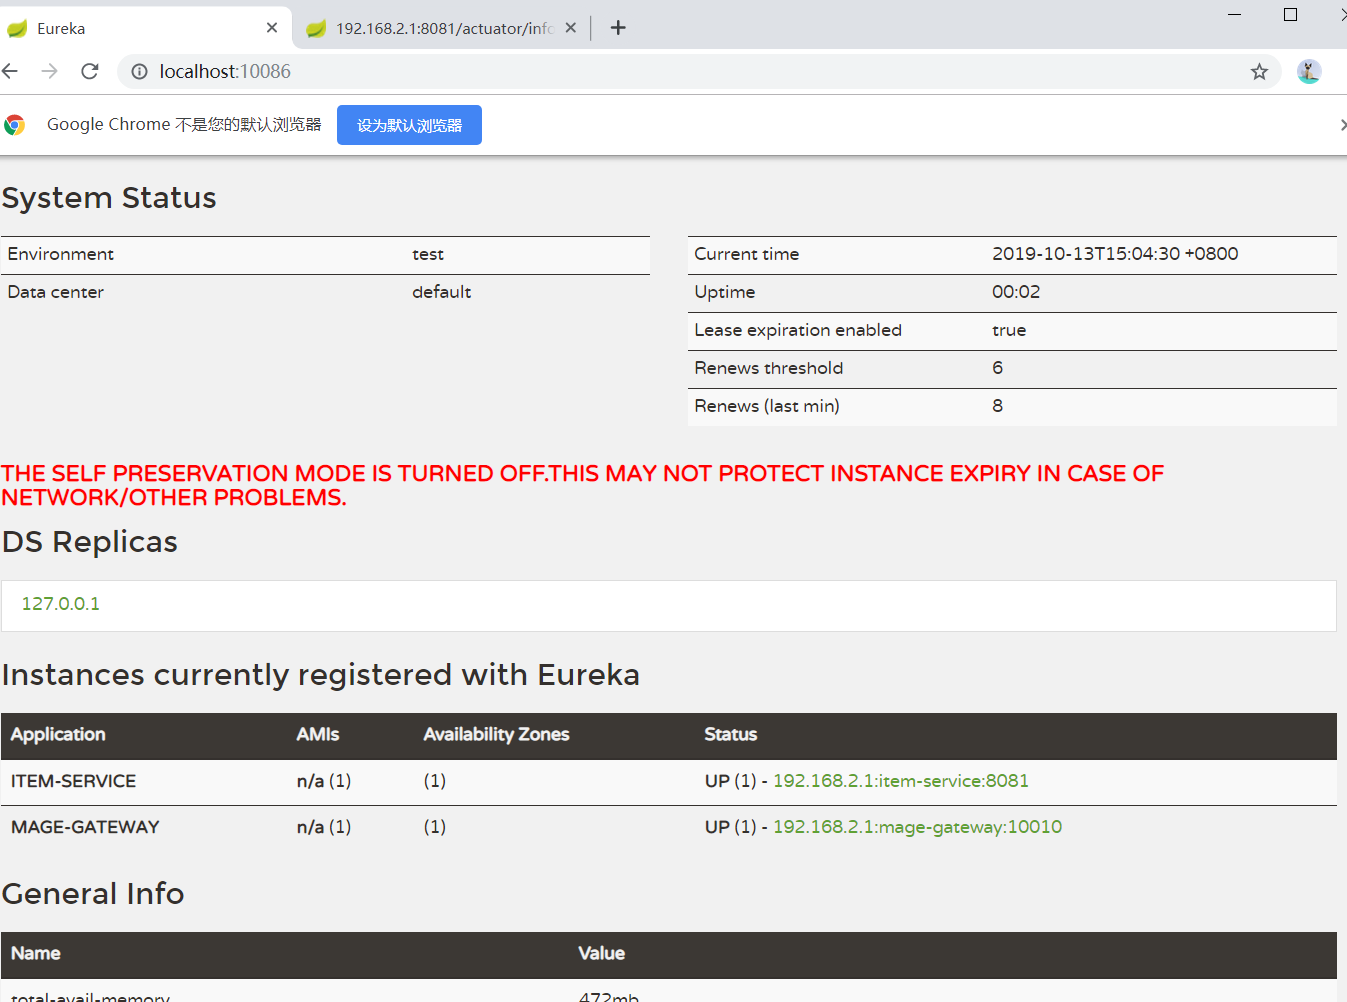 Eureka
192.168.2.1:8081/actuator/info
localhost:10086
Google Chrome 不是您的默认浏览器 设为默认浏览器
System Status
Environment test
Data center default
Current time 2019-10-13T15:04:30 +0800
Uptime 00:02
Lease expiration enabled true
Renews threshold 6
Renews (last min) 8
THE SELF PRESERVATION MODE IS TURNED OFF.THIS MAY NOT PROTECT INSTANCE EXPIRY IN CASE OF
NETWORK/OTHER PROBLEMS.
DS Replicas
127.0.0.1
Instances currently registered with Eureka
Application AMIs Availability Zones Status
ITEM-SERVICE n/a (1) (1) UP (1) - 192.168.2.1:item-service:8081
MAGE-GATEWAY n/a (1) (1) UP (1) - 192.168.2.1:mage-gateway:10010
General Info
Name Value
total-avail-memory 472mb